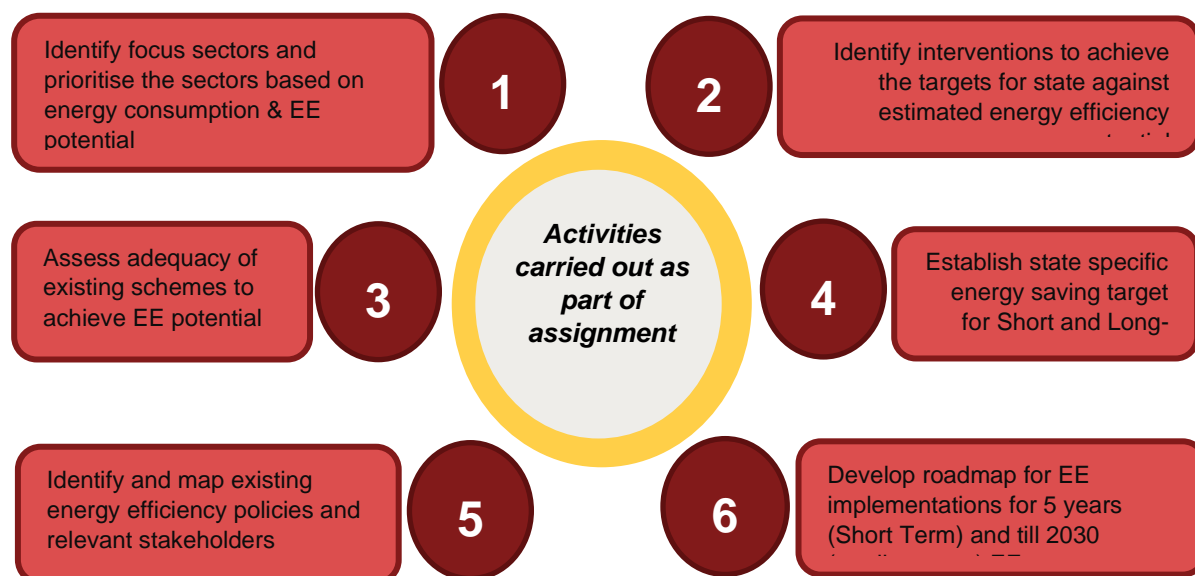 Identify focus sectors and
prioritise the sectors based on
energy consumption & EE
potential
1
2
Identify interventions to achieve
the targets for state against
estimated energy efficiency
Activities
carried out as
part of
assignment
Assess adequacy of
existing schemes to
achieve EE potential
3
4
Establish state specific
energy saving target
for Short and Long-
Identify and map existing
energy efficiency policies and
relevant stakeholders
5
6
Develop roadmap for EE
implementations for 5 years
(Short Term) and till 2030